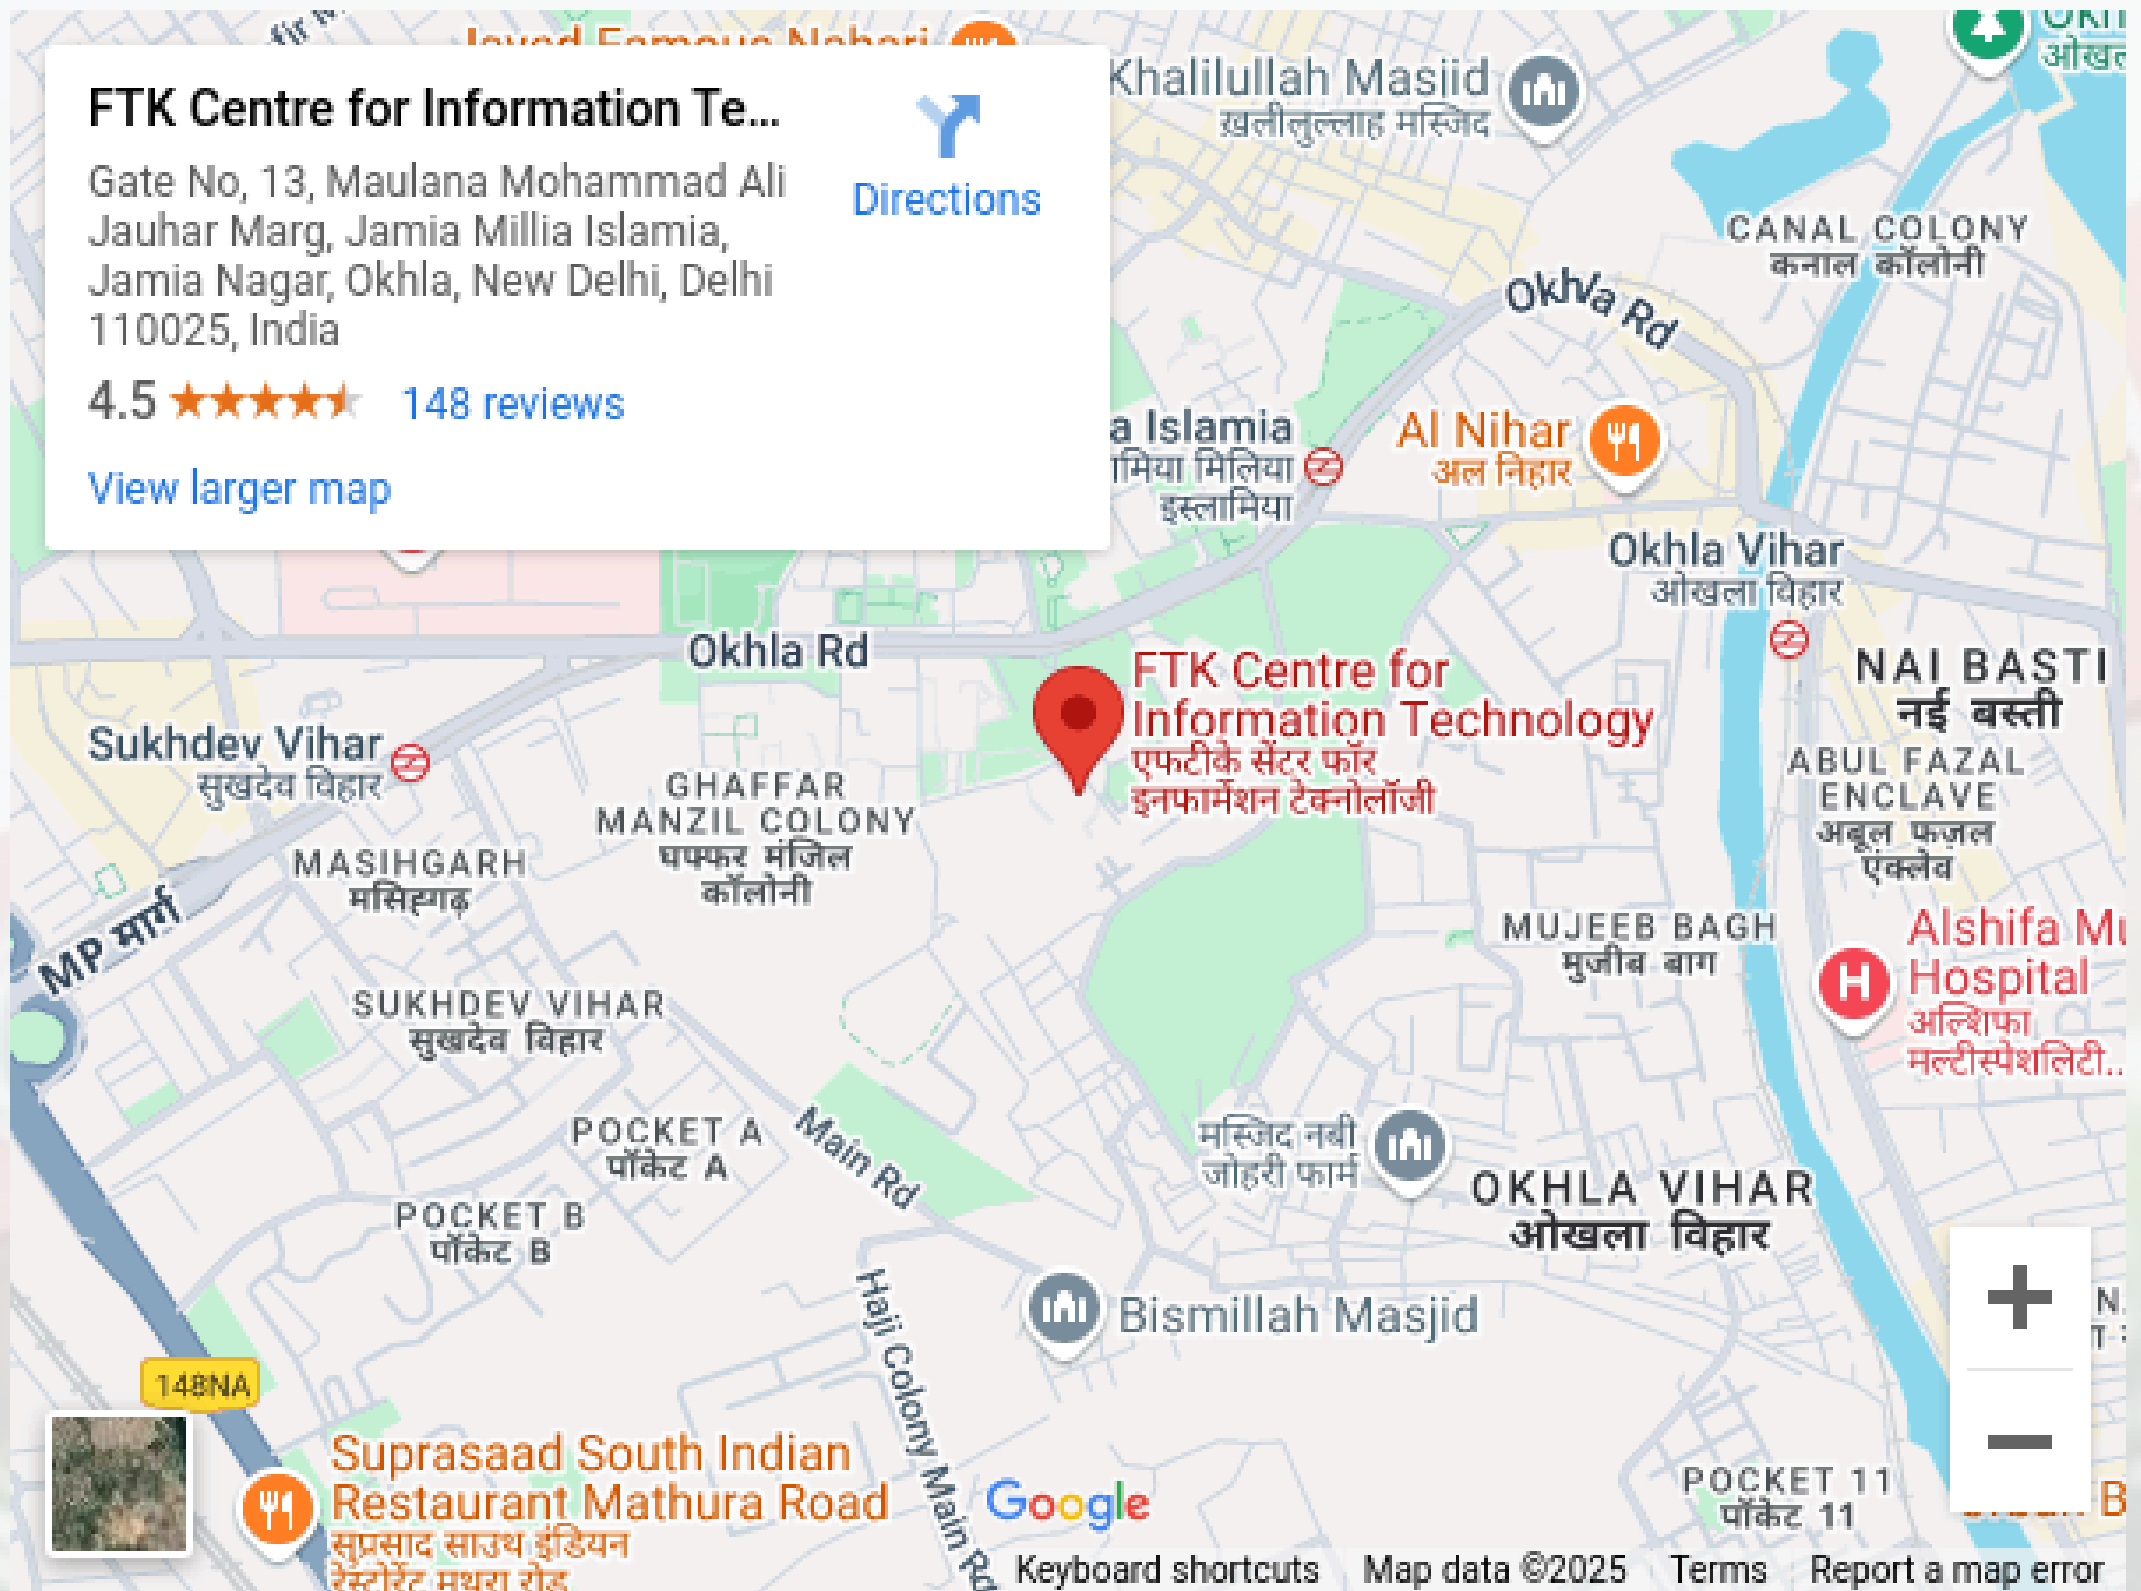 FTK Centre for Information Te...
Gate No, 13, Maulana Mohammad Ali
Jauhar Marg, Jamia Millia Islamia,
Jamia Nagar, Okhla, New Delhi, Delhi
110025, India
4.5
148 reviews
View larger map
Directions
Khalilullah Masjid
ख़लीलुल्लाह मस्जिद
CANAL COLONY
कनाल कॉलोनी
Okhla Rd
a Islamia
मिया मिलिया
इस्लामिया
Al Nihar
अल निहार
Okhla Vihar
ओखला विहार
Okhla Rd
FTK Centre for
Information Technology
एफटीके सेंटर फॉर
इनफार्मेशन टेक्नोलॉजी
NAI BASTI
नई बस्ती
Sukhdev Vihar
सुखदेव विहार
GHAFFAR
MANZIL COLONY
घफ्फर मंजिल
कॉलोनी
ABUL FAZAL
ENCLAVE
अबूल फज़ल
एंक्लेव
MASIHGARH
मसिह्गढ़
MP मार्ग
MUJEEB BAGH
मुजीब बाग
Alshifa Mu
Hospital
अल्शिफा
मल्टीस्पेशलिटी...
SUKHDEV VIHAR
सुखदेव विहार
POCKET A
पॉकेट A
Main Rd
मस्जिद नबी
जोहरी फार्म
OKHLA VIHAR
ओखला विहार
POCKET B
पॉकेट B
Haji Colony Main Rd
Bismillah Masjid
148NA
Suprasaad South Indian
Restaurant Mathura Road
सुप्रसाद साउथ इंडियन
रेस्टोरेंट मथुरा रोड
Google
POCKET 11
पॉकेट 11
Keyboard shortcuts
Map data ©2025
Terms
Report a map error